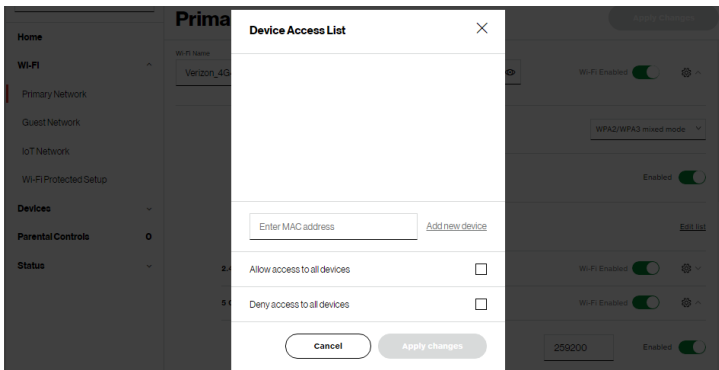 Prima
Apply Changes
Device Access List
Home
Wi-Fi Name
Wi-Fi
Verizon_4G
Wi-Fi Enabled
Primary Network
Guest Network
WPA2/WPA3 mixed mode
IoT Network
Wi-Fi Protected Setup
Enabled
Devices
Enter MAC address
Add new device
Edit list
Parental Controls 0
Status
2.4
Allow access to all devices
Wi-Fi Enabled
5 G
Deny access to all devices
Wi-Fi Enabled
Cancel
Apply changes
259200
Enabled